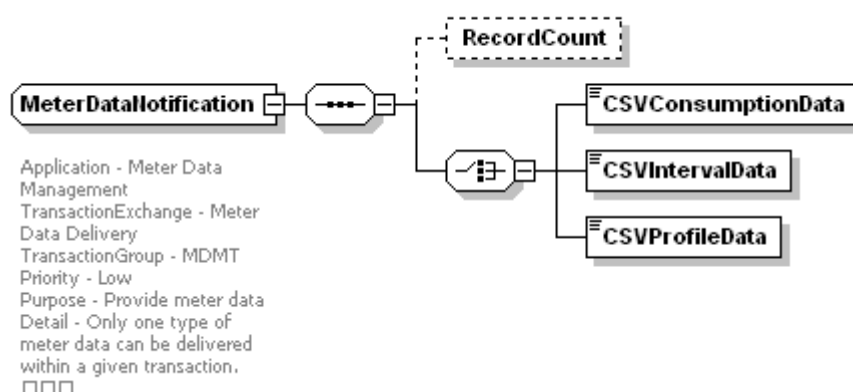 RecordCount
MeterDataNotification
CSVConsumptionData
CSVIntervalData
CSVProfileData
Application - Meter Data
Management
TransactionExchange - Meter
Data Delivery
TransactionGroup - MDMT
Priority - Low
Purpose - Provide meter data
Detail - Only one type of
meter data can be delivered
within a given transaction.